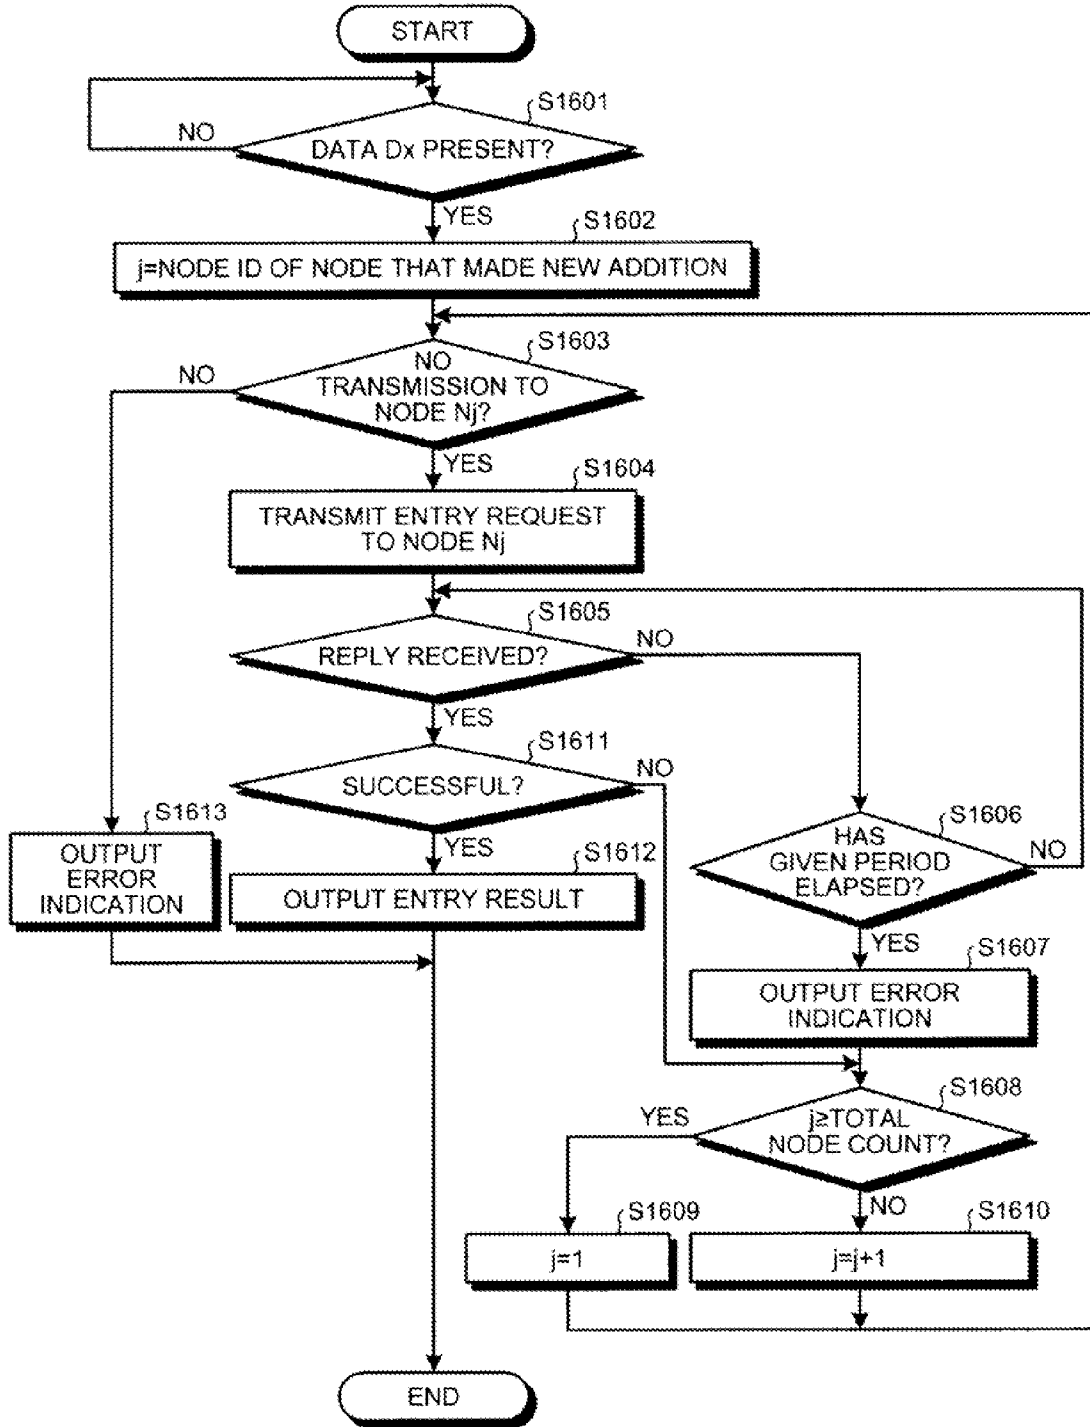 START
S1601
NO
DATA Dx PRESENT?
YES
S1602
j=NODE ID OF NODE THAT MADE NEW ADDITION
S1603
NO
NO
TRANSMISSION TO
NODE Nj?
YES
S1604
TRANSMIT ENTRY REQUEST
TO NODE Nj
S1605
NO
REPLY RECEIVED?
YES
S1611
NO
SUCCESSFUL?
YES
S1613
OUTPUT
ERROR
INDICATION
S1612
OUTPUT ENTRY RESULT
S1606
HAS
GIVEN PERIOD
ELAPSED?
NO
YES
S1607
OUTPUT ERROR
INDICATION
S1608
YES
j≥TOTAL
NODE COUNT?
NO
S1609
j=1
S1610
j=j+1
END